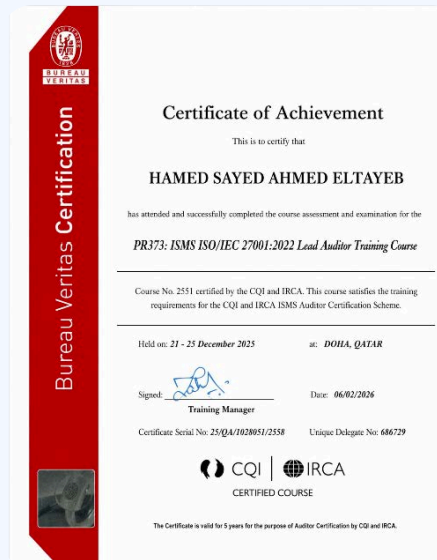 BUREAU
VERITAS
Bureau Veritas Certification
Certificate of Achievement
This is to certify that
HAMED SAYED AHMED ELTAYEB
has attended and successfully completed the course assessment and examination for the
PR373: ISMS ISO/IEC 27001:2022 Lead Auditor Training Course
Course No. 2551 certified by the CQI and IRCA. This course satisfies the training
requirements for the CQI and IRCA ISMS Auditor Certification Scheme.
Held on: 21 - 25 December 2025 at: DOHA, QATAR
Signed: Date: 06/02/2026
Training Manager
Certificate Serial No: 25/QA/1028051/2558 Unique Delegate No: 686729
CQI IRCA
CERTIFIED COURSE
The Certificate is valid for 5 years for the purpose of Auditor Certification by CQI and IRCA.